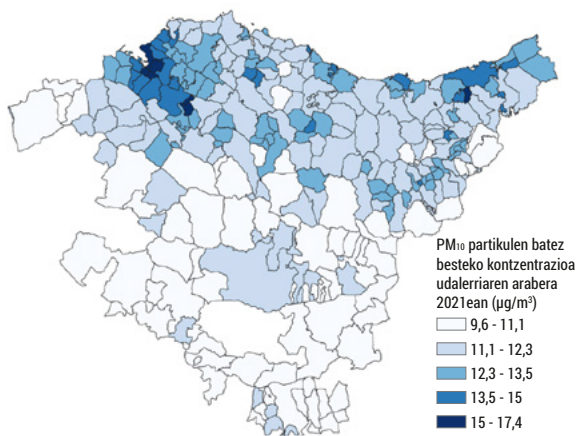 PM₁₀ partikulen batez
besteko kontzentrazioa
udalerriaren arabera
2021ean (µg/m³)
9,6 - 11,1
11,1 - 12,3
12,3 - 13,5
13,5 - 15
15 - 17,4